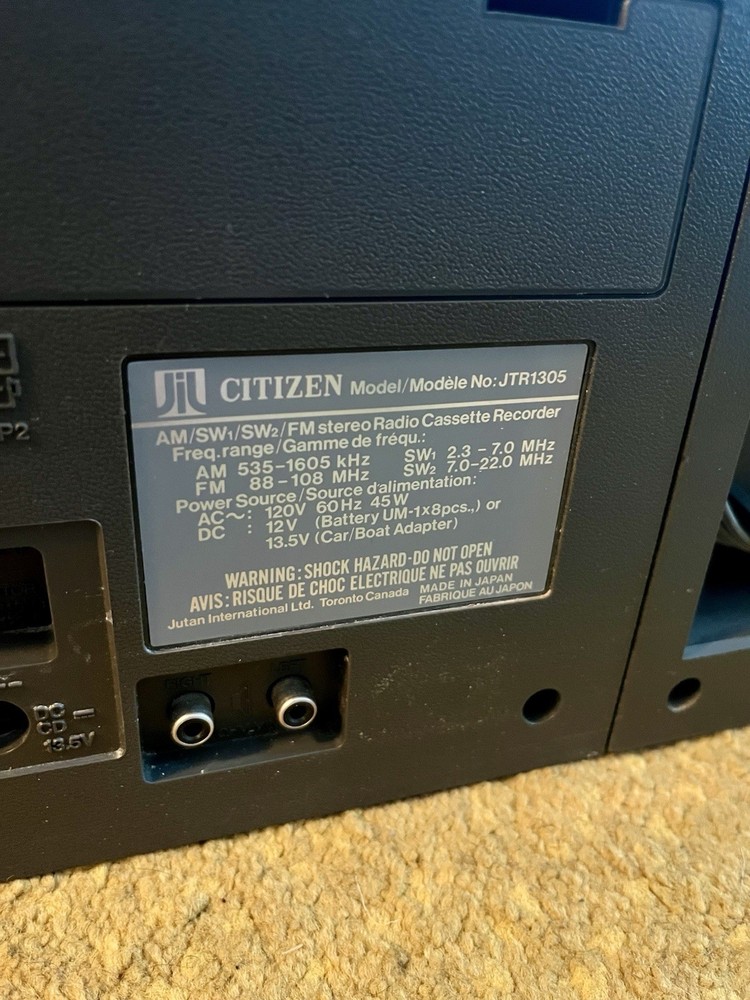 JIL CITIZEN Model/Modèle No:JTR1305
AM/SW1/SW2/FM stereo Radio Cassette Recorder
Freq.range/Gamme de fréqu.:
AM 535-1605 kHz SW1 2.3 - 7.0 MHz
FM 88-108 MHz SW2 7.0-22.0 MHz
Power Source/Source d'alimentation:
AC~: 120V 60Hz 45W
DC : 12V (Battery UM-1x8pcs.,) or
13.5V (Car/Boat Adapter)
WARNING: SHOCK HAZARD-DO NOT OPEN
AVIS: RISQUE DE CHOC ELECTRIQUE NE PAS OUVRIR
Jutan International Ltd. Toronto Canada MADE IN JAPAN
FABRIQUE AU JAPON
P2
RIGHT
DC
CD
13.5V